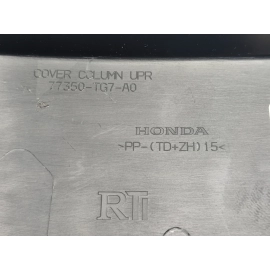 COVER COLUMN UPR
77350-TG7-A0
HONDA
>PP-(TD+ZH)15<
RT